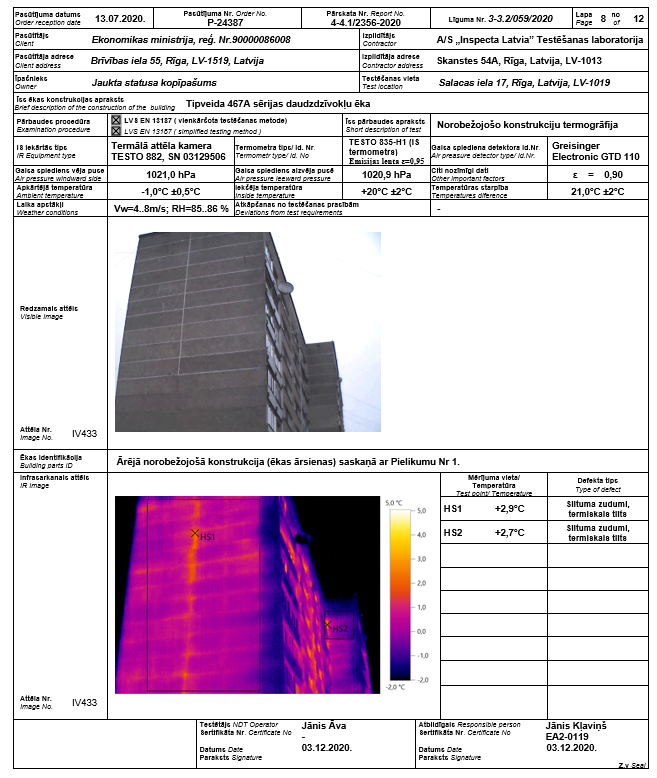 Pasūtījuma datums 13.07.2020. Pasūtījuma Nr. Order No. Pārskata Nr. Report No. Līguma Nr. 3-3.2/059/2020 Lapa 8 no 12
Order reception date P-24387 4-4.1/2356-2020 Page of
Pasūtītājs Ekonomikas ministrija, reģ. Nr.90000086008 Izpildītājs A/S „Inspecta Latvia” Testēšanas laboratorija
Client Contractor
Pasūtītāja adrese Brīvības iela 55, Rīga, LV-1519, Latvija Izpildītāja adrese Skanstes 54A, Rīga, Latvija, LV-1013
Client address Contractor address
Īpašnieks Jaukta statusa kopīpašums Testēšanas vieta Salacas iela 17, Rīga, Latvija, LV-1019
Owner Test location
Īss ēkas konstrukcijas apraksts Tipveida 467A sērijas daudzdzīvokļu ēka
Brief description of the construction of the building
Pārbaudes procedūra LVS EN 13187 ( vienkāršota testēšanas metode) Īss pārbaudes apraksts Norobežojošo konstrukciju termogrāfija
Examination procedure LVS EN 13187 ( simplified testing method ) Short description of test
IS iekārtās tips Termālā attēla kamera Termometra tips/ Id. Nr. TESTO 835-H1 (IS termometrs) Gaisa spiediena detektora Id.Nr. Greisinger
IR Equipment type TESTO 882, SN 03129506 Termometr type/ Id. No Emisijas lenta ε=0,95 Air preasure detector type/ Id.Nr. Electronic GTD 110
Gaisa spiediens vēja puse 1021,0 hPa Gaisa spiediens aizvēja pusē 1020,9 hPa Citi nozīmīgi dati ε = 0,90
Air pressure windward side Air pressure leeward pressure Other important factors
Apkārtējā temperatūra -1,0°C ±0,5°C Iekšēja temperatūra +20°C ±2°C Temperatūras starpība 21,0°C ±2°C
Ambient temperature Inside temperature Temperatures diference
Laika apstākļi Vw=4..8m/s; RH=85..86 % Atkāpšanas no testēšanas prasībām -
Weather conditions Deviations from test requirements
Redzamais attēls
Visible Image
Attēla Nr. IV433
Image No.
Ēkas identifikācija Ārējā norobežojošā konstrukcija (ēkas ārsienas) saskaņā ar Pielikumu Nr 1.
Building parts ID
Infrasarkanais attēls
IR image
Mērījuma vieta/ Temperatūra Defekta tips
Test point/ Temperature Type of defect
HS1 +2,9°C Siltuma zudumi, termiskais tilts
HS2 +2,7°C Siltuma zudumi, termiskais tilts
5,0 °C
5,0
4,0
3,0
2,0
1,0
0,0
-1,0
-2,0
-2,0 °C
HS1
HS2
Attēla Nr. IV433
Image No.
Testētājs NDT Operator Jānis Āva Atbildīgais Responsible person Jānis Kļaviņš
Sertifikāta Nr. Certificate No - Sertifikāta Nr. Certificate No EA2-0119
Datums Date 03.12.2020. Datums Date 03.12.2020.
Paraksts Signature Paraksts Signature
Z.v Seal